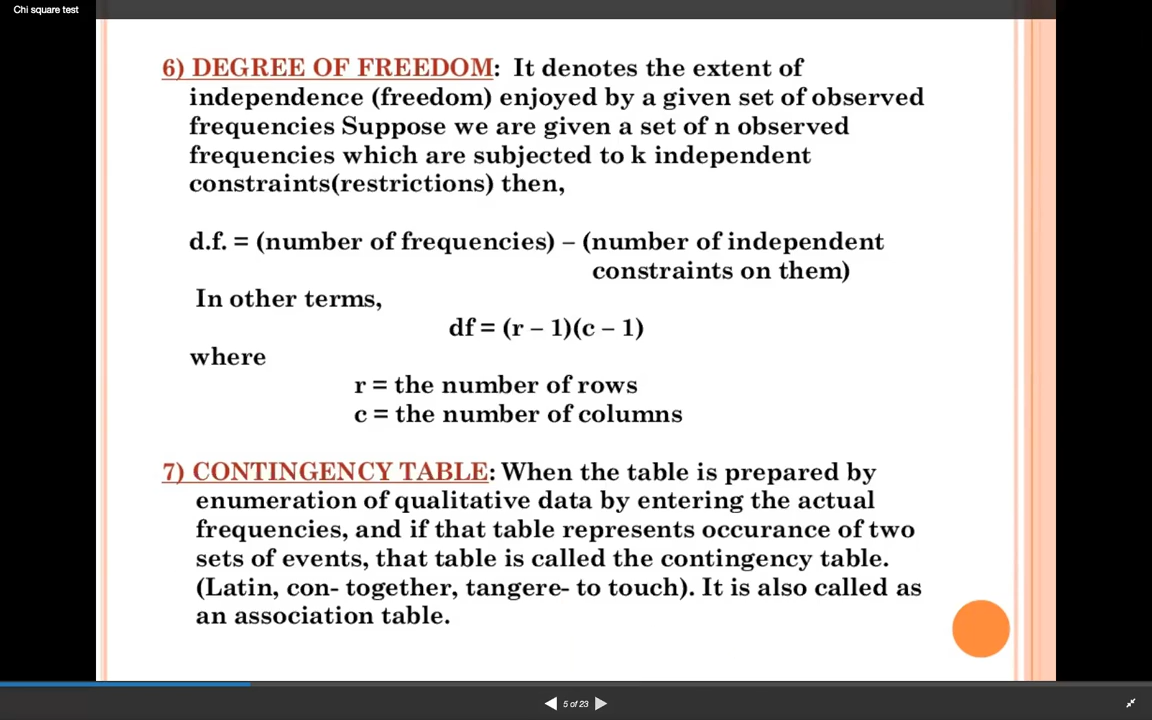 Chi square test
6) DEGREE OF FREEDOM: It denotes the extent of
independence (freedom) enjoyed by a given set of observed
frequencies Suppose we are given a set of n observed
frequencies which are subjected to k independent
constraints(restrictions) then,
d.f. = (number of frequencies) – (number of independent
constraints on them)
In other terms,
df = (r – 1)(c – 1)
where
r = the number of rows
c = the number of columns
7) CONTINGENCY TABLE: When the table is prepared by
enumeration of qualitative data by entering the actual
frequencies, and if that table represents occurance of two
sets of events, that table is called the contingency table.
(Latin, con- together, tangere- to touch). It is also called as
an association table.
5 of 23